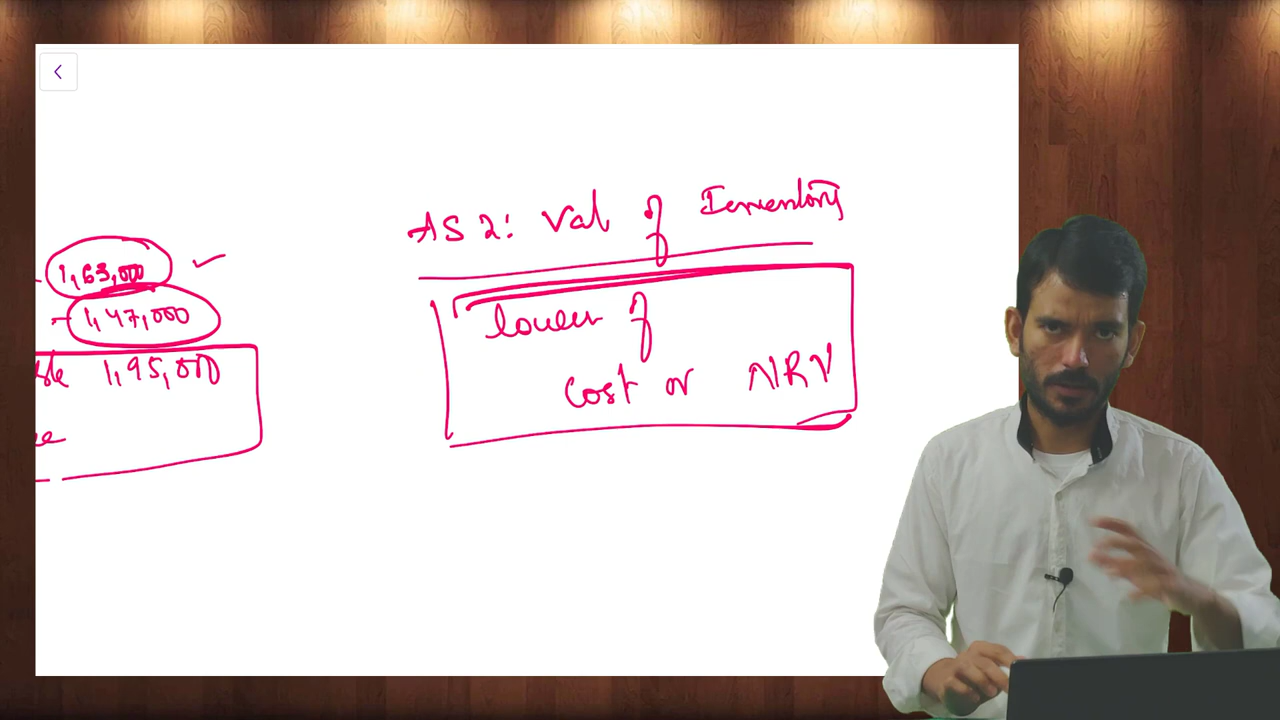 AS 2: Val of Inventory
lower of
Cost or NRV
1,63,000
1,47,000
1,95,000